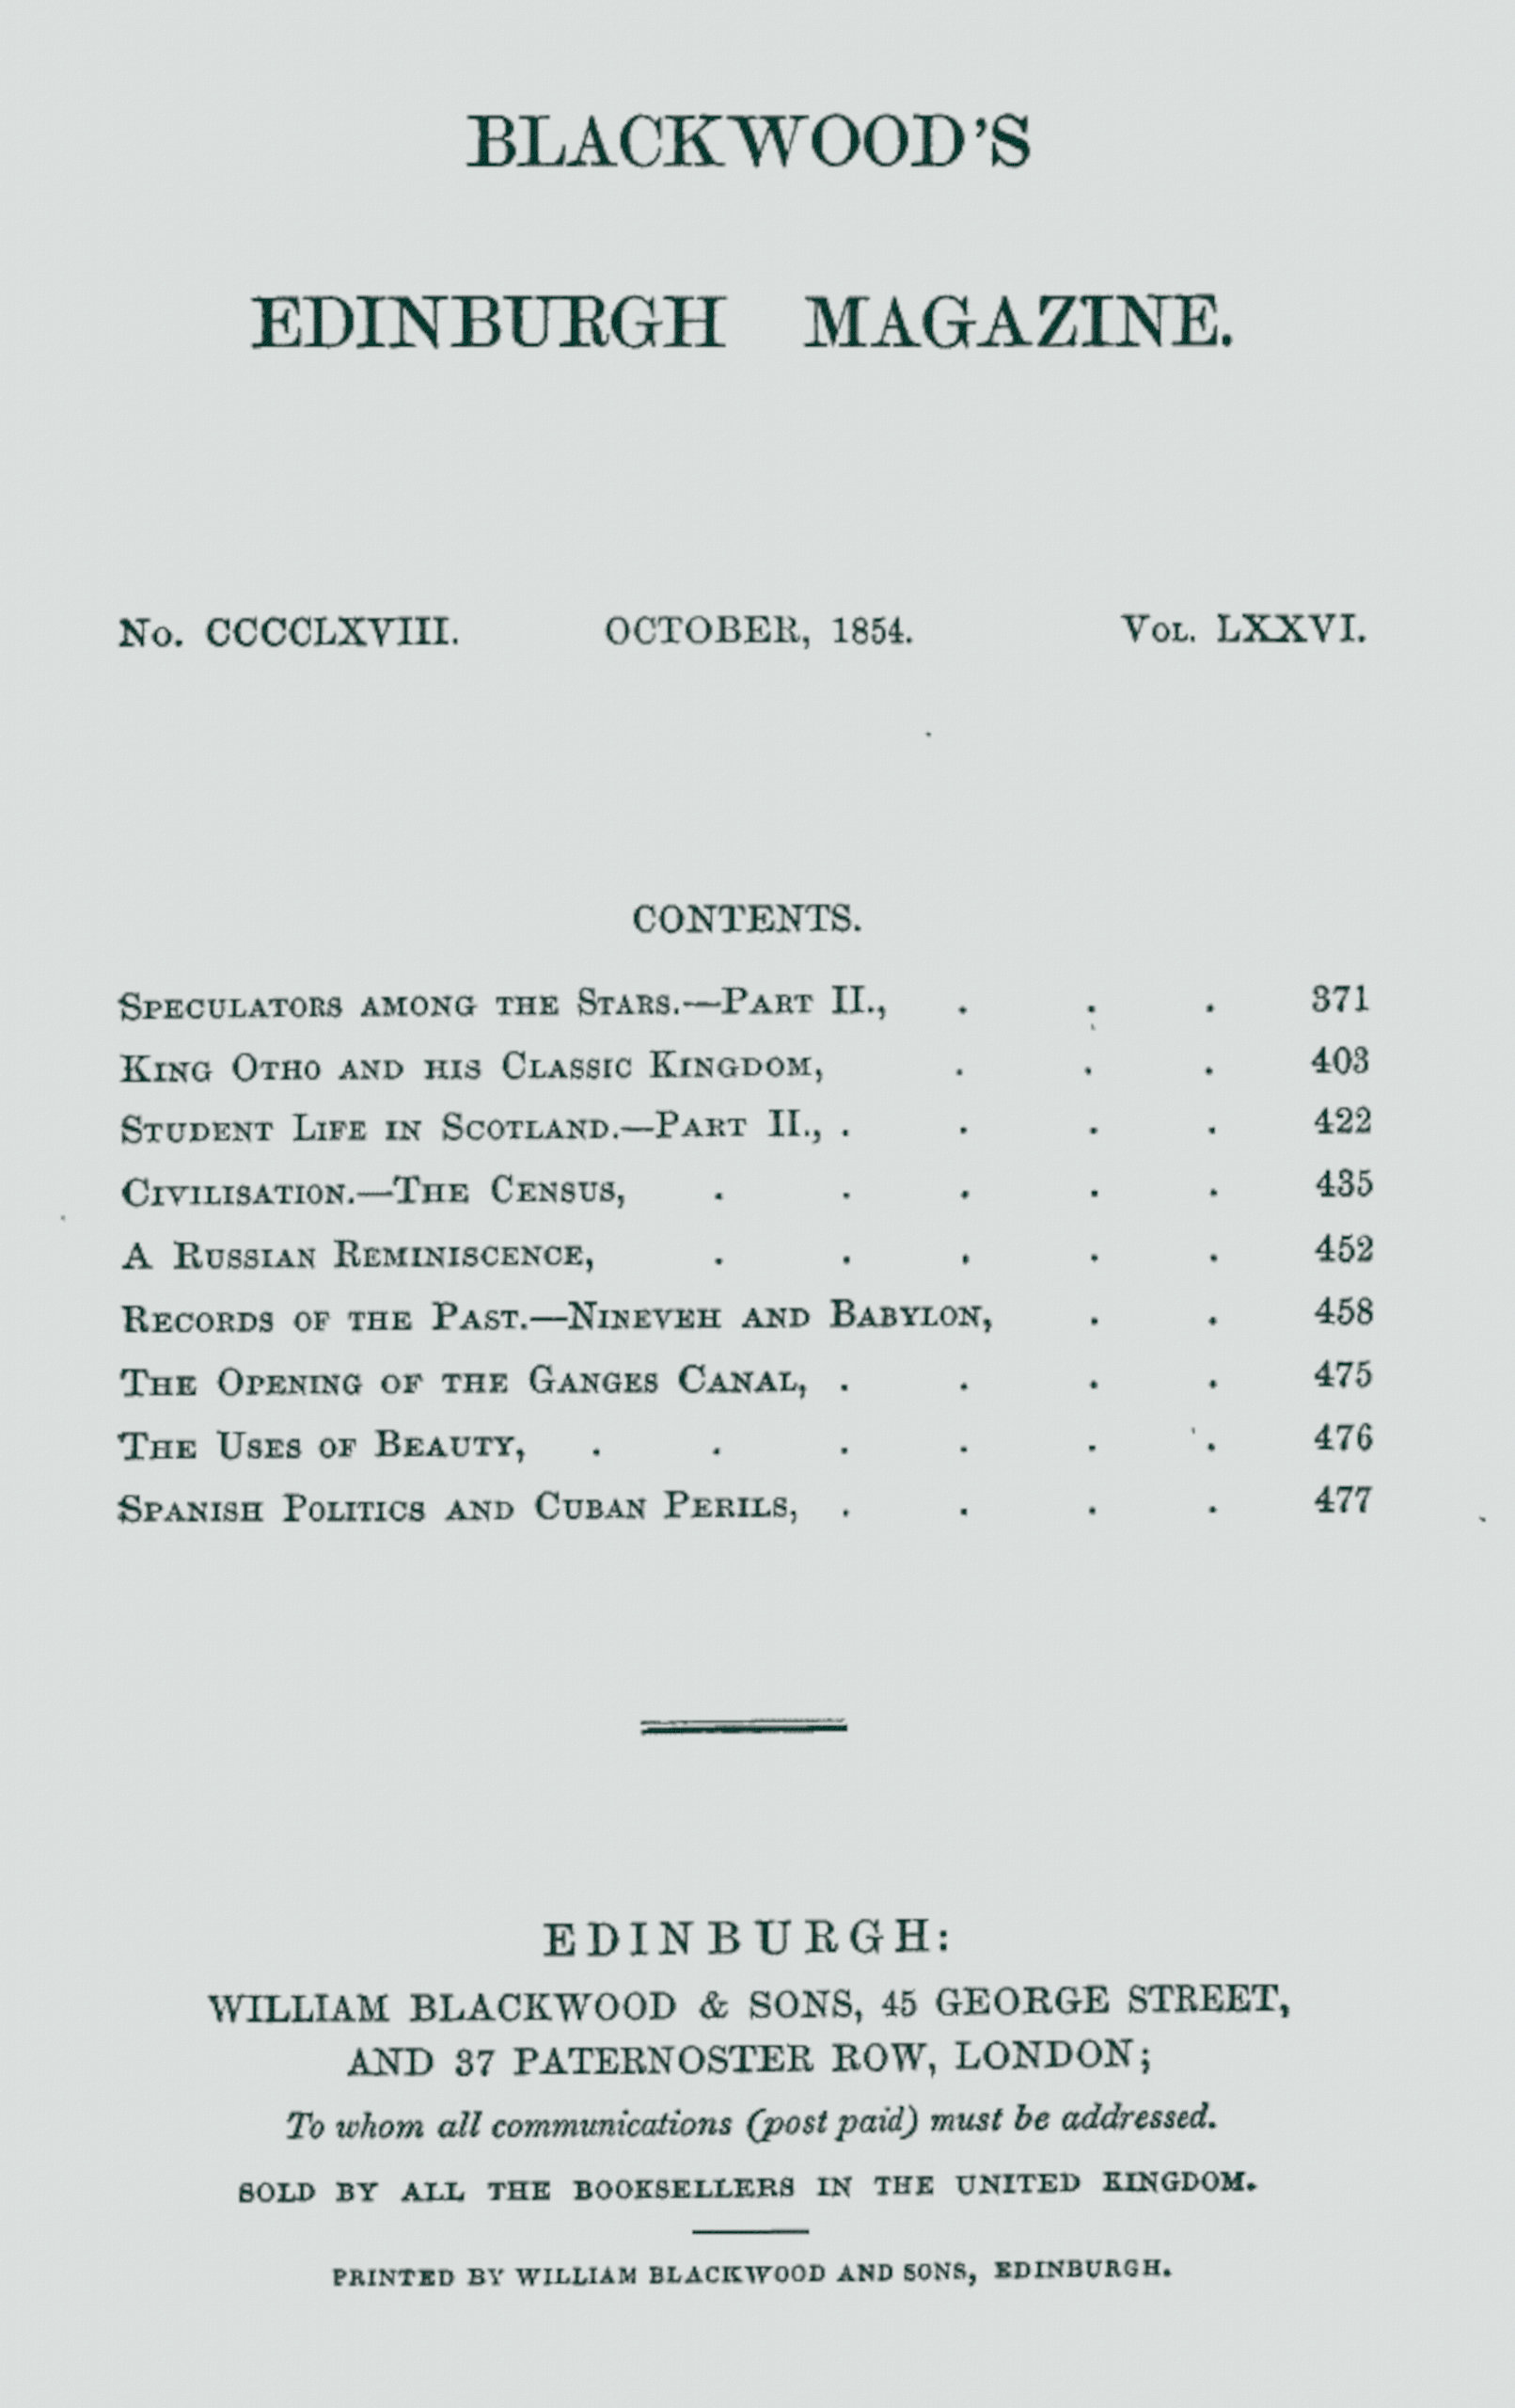 BLACKWOOD'S
EDINBURGH MAGAZINE.
No. CCCCLXVIII. OCTOBER, 1854. Vol. LXXVI.
CONTENTS.
Speculators among the Stars.—Part II., . . . 371
King Otho and his Classic Kingdom, . . . 403
Student Life in Scotland.—Part II., . . . . 422
Civilisation.—The Census, . . . . . 435
A Russian Reminiscence, . . . . . 452
Records of the Past.—Nineveh and Babylon, . . 458
The Opening of the Ganges Canal, . . . . 475
The Uses of Beauty, . . . . . . 476
Spanish Politics and Cuban Perils, . . . . 477
EDINBURGH:
WILLIAM BLACKWOOD & SONS, 45 GEORGE STREET,
AND 37 PATERNOSTER ROW, LONDON;
To whom all communications (post paid) must be addressed.
SOLD BY ALL THE BOOKSELLERS IN THE UNITED KINGDOM.
PRINTED BY WILLIAM BLACKWOOD AND SONS, EDINBURGH.